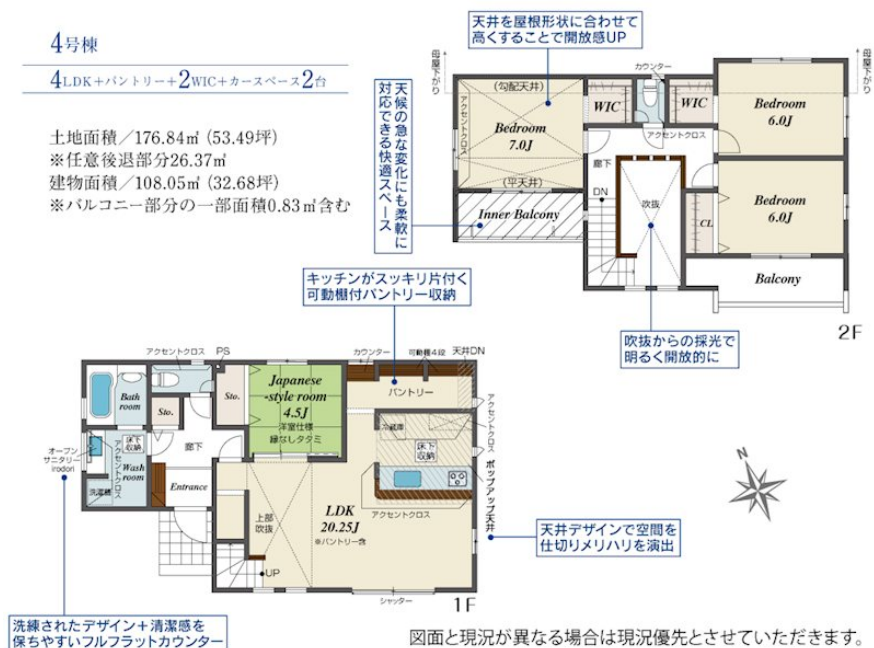 4号棟
4LDK+パントリー+2WIC+カースペース2台
土地面積／176.84㎡ (53.49坪)
※任意後退部分26.37㎡
建物面積／108.05㎡ (32.68坪)
※バルコニー部分の一部面積0.83㎡含む
天井を屋根形状に合わせて
高くすることで開放感UP
天候の急な変化にも柔軟に
対応できる快適スペース
母屋下がり
母屋下がり
カウンター
(勾配天井)
アクセントクロス
Bedroom
7.0J
(平天井)
WIC
WIC
アクセントクロス
Bedroom
6.0J
廊下
DN
吹抜
Inner Balcony
CL
Bedroom
6.0J
Balcony
吹抜からの採光で
明るく開放的に
2F
キッチンがスッキリ片付く
可動棚付パントリー収納
アクセントクロス
PS
カウンター
可動棚4段
天井DN
Bath
room
Sto.
Sto.
Japanese
-style room
4.5J
洋室仕様
縁なしタタミ
パントリー
冷蔵庫
床下
収納
アクセントクロス
ポップアップ天井
オープン
サニタリー
irodori
アクセントクロス
床下
収納
Wash
room
洗濯機
廊下
Entrance
上部
吹抜
UP
LDK
20.25J
※パントリー含
アクセントクロス
シャッター
1F
天井デザインで空間を
仕切りメリハリを演出
N
洗練されたデザイン+清潔感を
保ちやすいフルフラットカウンター
図面と現況が異なる場合は現況優先とさせていただきます。